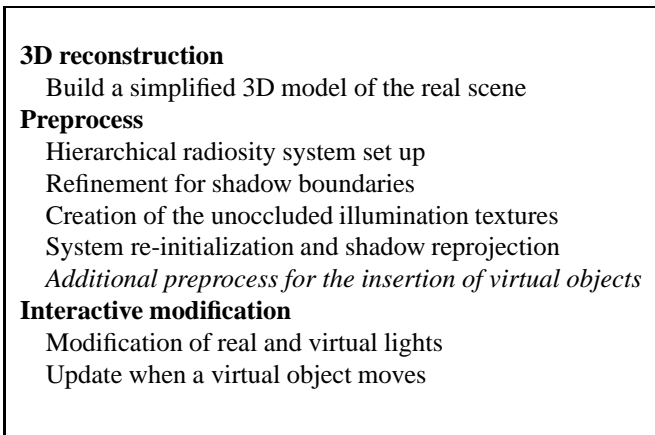 3D reconstruction
Build a simplified 3D model of the real scene
Preprocess
Hierarchical radiosity system set up
Refinement for shadow boundaries
Creation of the unoccluded illumination textures
System re-initialization and shadow reprojection
Additional preprocess for the insertion of virtual objects
Interactive modification
Modification of real and virtual lights
Update when a virtual object moves